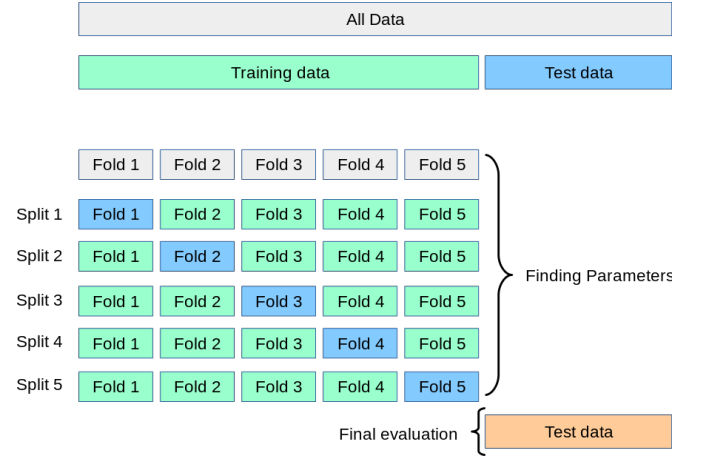 All Data
Training data Test data
Fold 1 Fold 2 Fold 3 Fold 4 Fold 5
Split 1 Fold 1 Fold 2 Fold 3 Fold 4 Fold 5
Split 2 Fold 1 Fold 2 Fold 3 Fold 4 Fold 5
Finding Parameters
Split 3 Fold 1 Fold 2 Fold 3 Fold 4 Fold 5
Split 4 Fold 1 Fold 2 Fold 3 Fold 4 Fold 5
Split 5 Fold 1 Fold 2 Fold 3 Fold 4 Fold 5
Final evaluation Test data